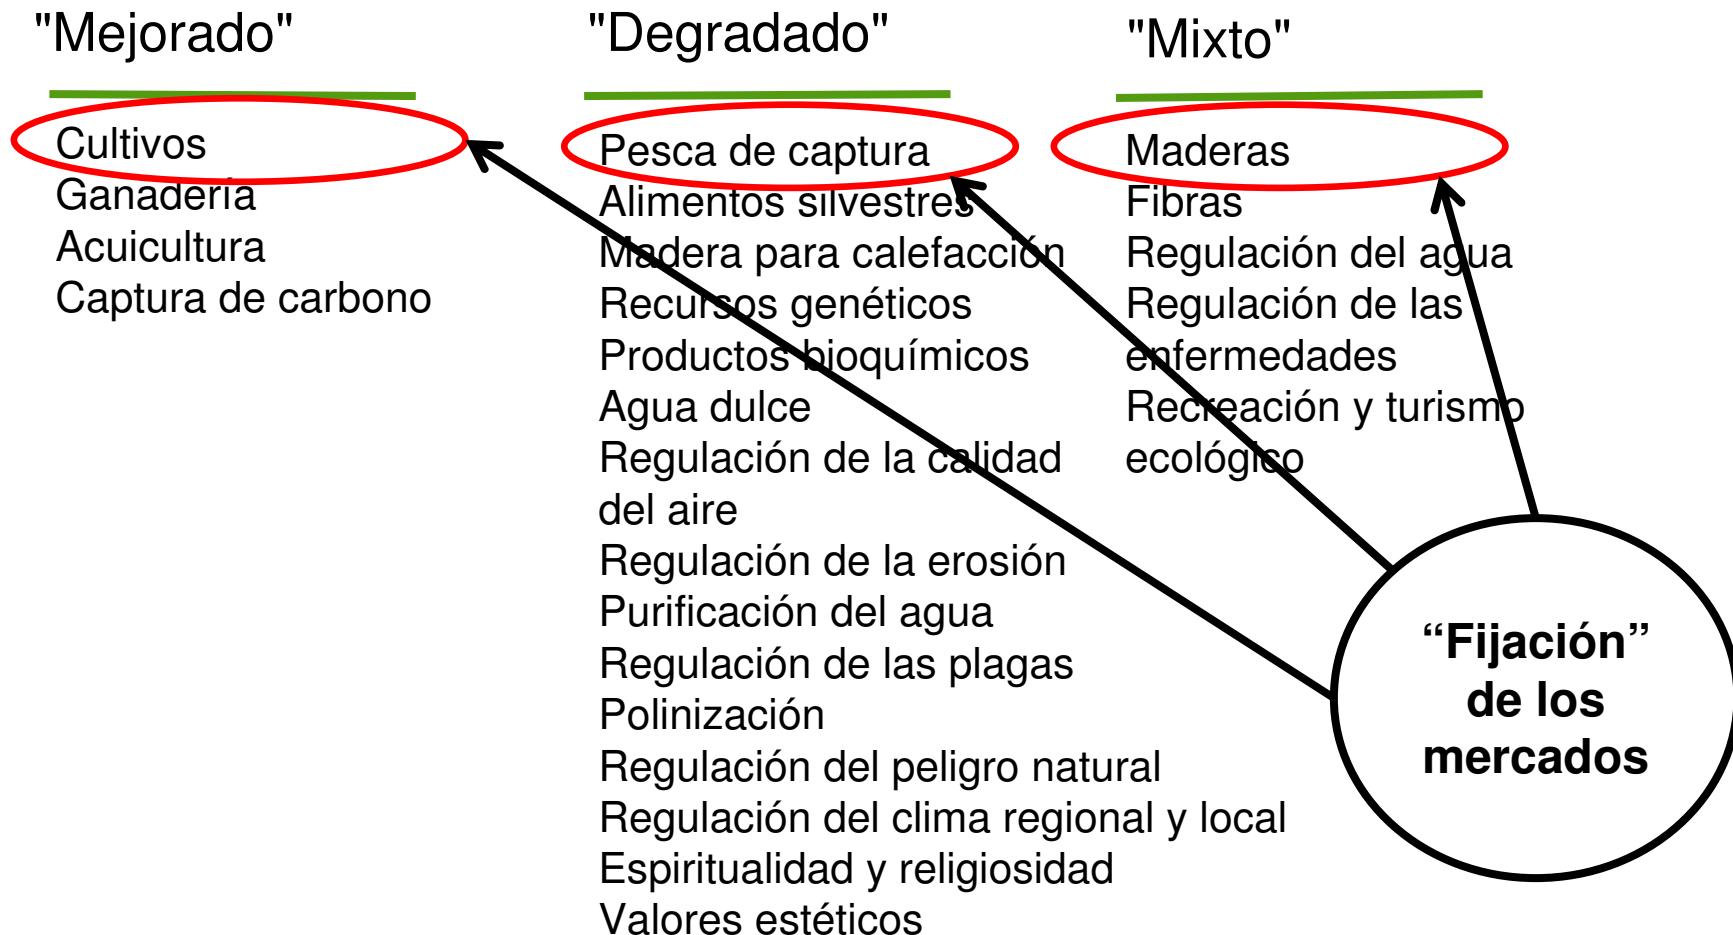 "Mejorado"
Cultivos
Ganadería
Acuicultura
Captura de carbono
"Degradado"
Pesca de captura
Alimentos silvestres
Madera para calefacción
Recursos genéticos
Productos bioquímicos
Agua dulce
Regulación de la calidad
del aire
Regulación de la erosión
Purificación del agua
Regulación de las plagas
Polinización
Regulación del peligro natural
Regulación del clima regional y local
Espiritualidad y religiosidad
Valores estéticos
"Mixto"
Maderas
Fibras
Regulación del agua
Regulación de las
enfermedades
Recreación y turismo
ecológico
“Fijación”
de los
mercados